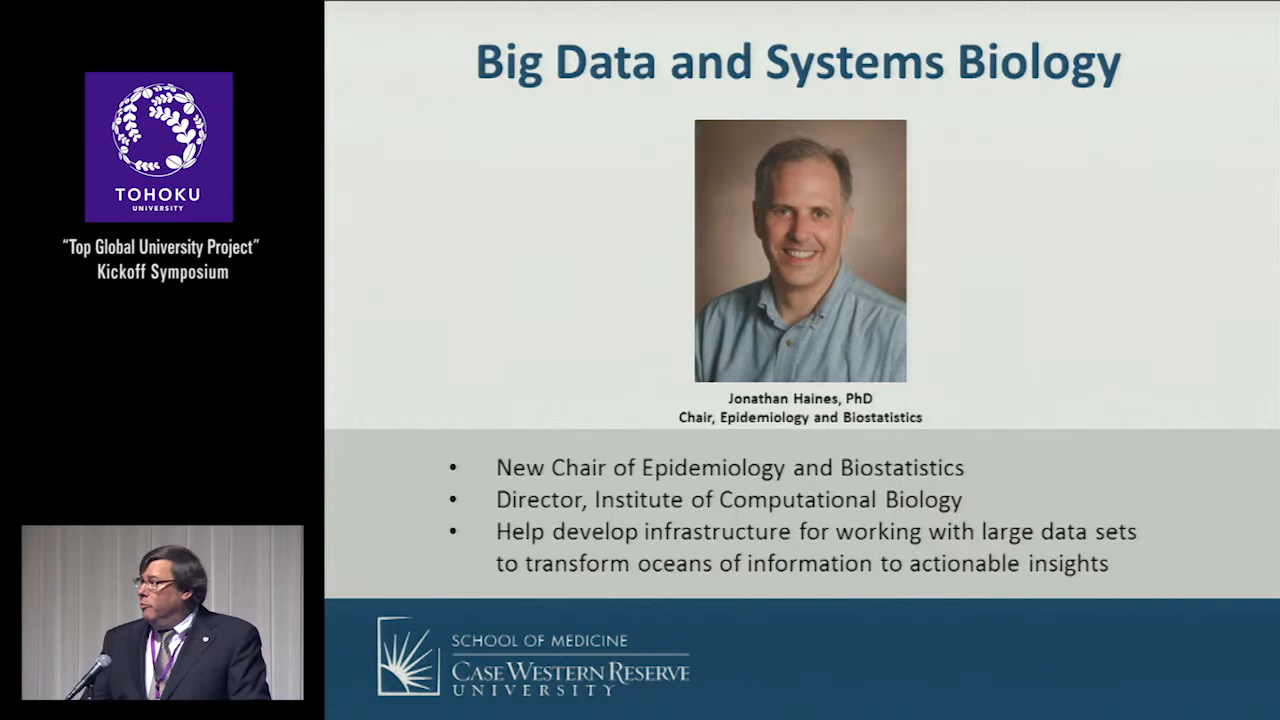 TOHOKU
UNIVERSITY
“Top Global University Project”
Kickoff Symposium
Big Data and Systems Biology
Jonathan Haines, PhD
Chair, Epidemiology and Biostatistics
• New Chair of Epidemiology and Biostatistics
• Director, Institute of Computational Biology
• Help develop infrastructure for working with large data sets
to transform oceans of information to actionable insights
SCHOOL OF MEDICINE
CASE WESTERN RESERVE
UNIVERSITY